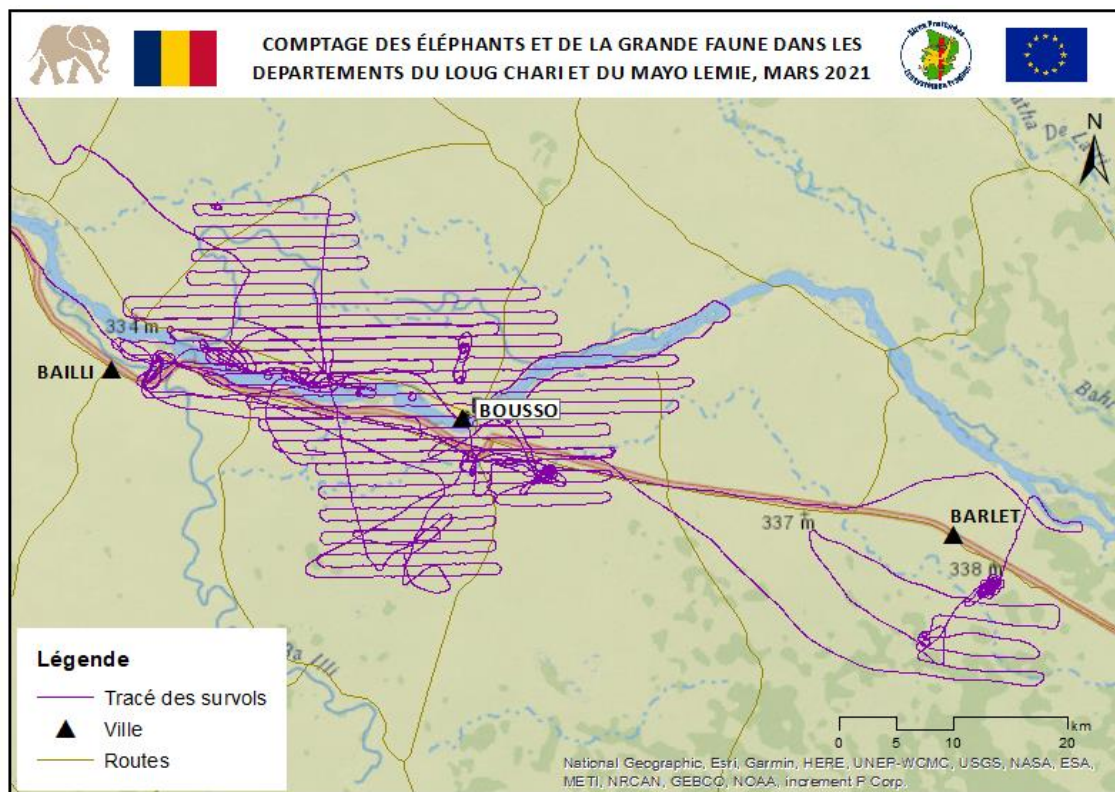 COMPTAGE DES ÉLÉPHANTS ET DE LA GRANDE FAUNE DANS LES
DEPARTEMENTS DU LOUG CHARI ET DU MAYO LEMIE, MARS 2021
N
334 m
BAILLI
BOUSSO
337 m
BARLET
338 m
Légende
Tracé des survols
Ville
Routes
km
0 5 10 20
National Geographic, Esri, Garmin, HERE, UNEP-WCMC, USGS, NASA, ESA,
METI, NRCAN, GEBCO, NOAA, increment P Corp.